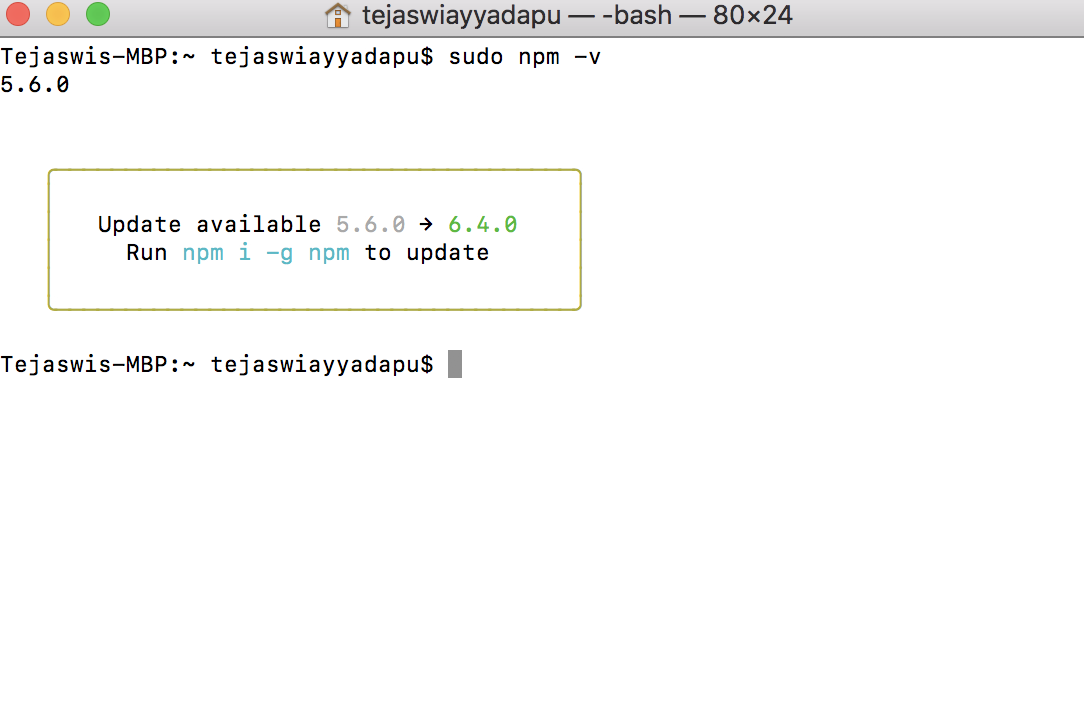 tejaswiayyadapu — -bash — 80×24
Tejaswis-MBP:~ tejaswiayyadapu$ sudo npm -v
5.6.0
Update available 5.6.0 → 6.4.0
Run npm i -g npm to update
Tejaswis-MBP:~ tejaswiayyadapu$